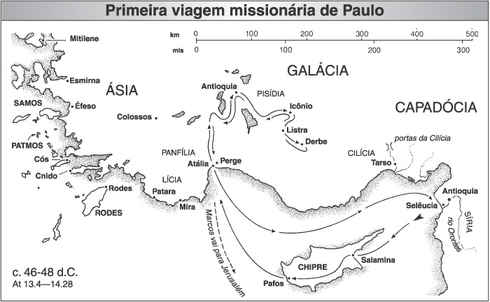 Primeira viagem missionária de Paulo
km 0 100 200 300 400 500
mls 0 160 260 300
Mitilene
GALÁCIA
Esmirna
Antioquia
PISÍDIA
ÁSIA
Icônio
SAMOS
Éfeso
CAPADÓCIA
Colossos
Listra
Derbe
portas da Cilícia
PATMOS
PANFÍLIA
CILÍCIA
Cós
Atália
Perge
Tarso
Cnido
LÍCIA
Antioquia
Rodes
Patara
Selêucia
Mira
RODES
SÍRIA
rio Orontes
Marcos vai para Jerusalém
CHIPRE
Salamina
c. 46-48 d.C.
Pafos
At 13.4—14.28